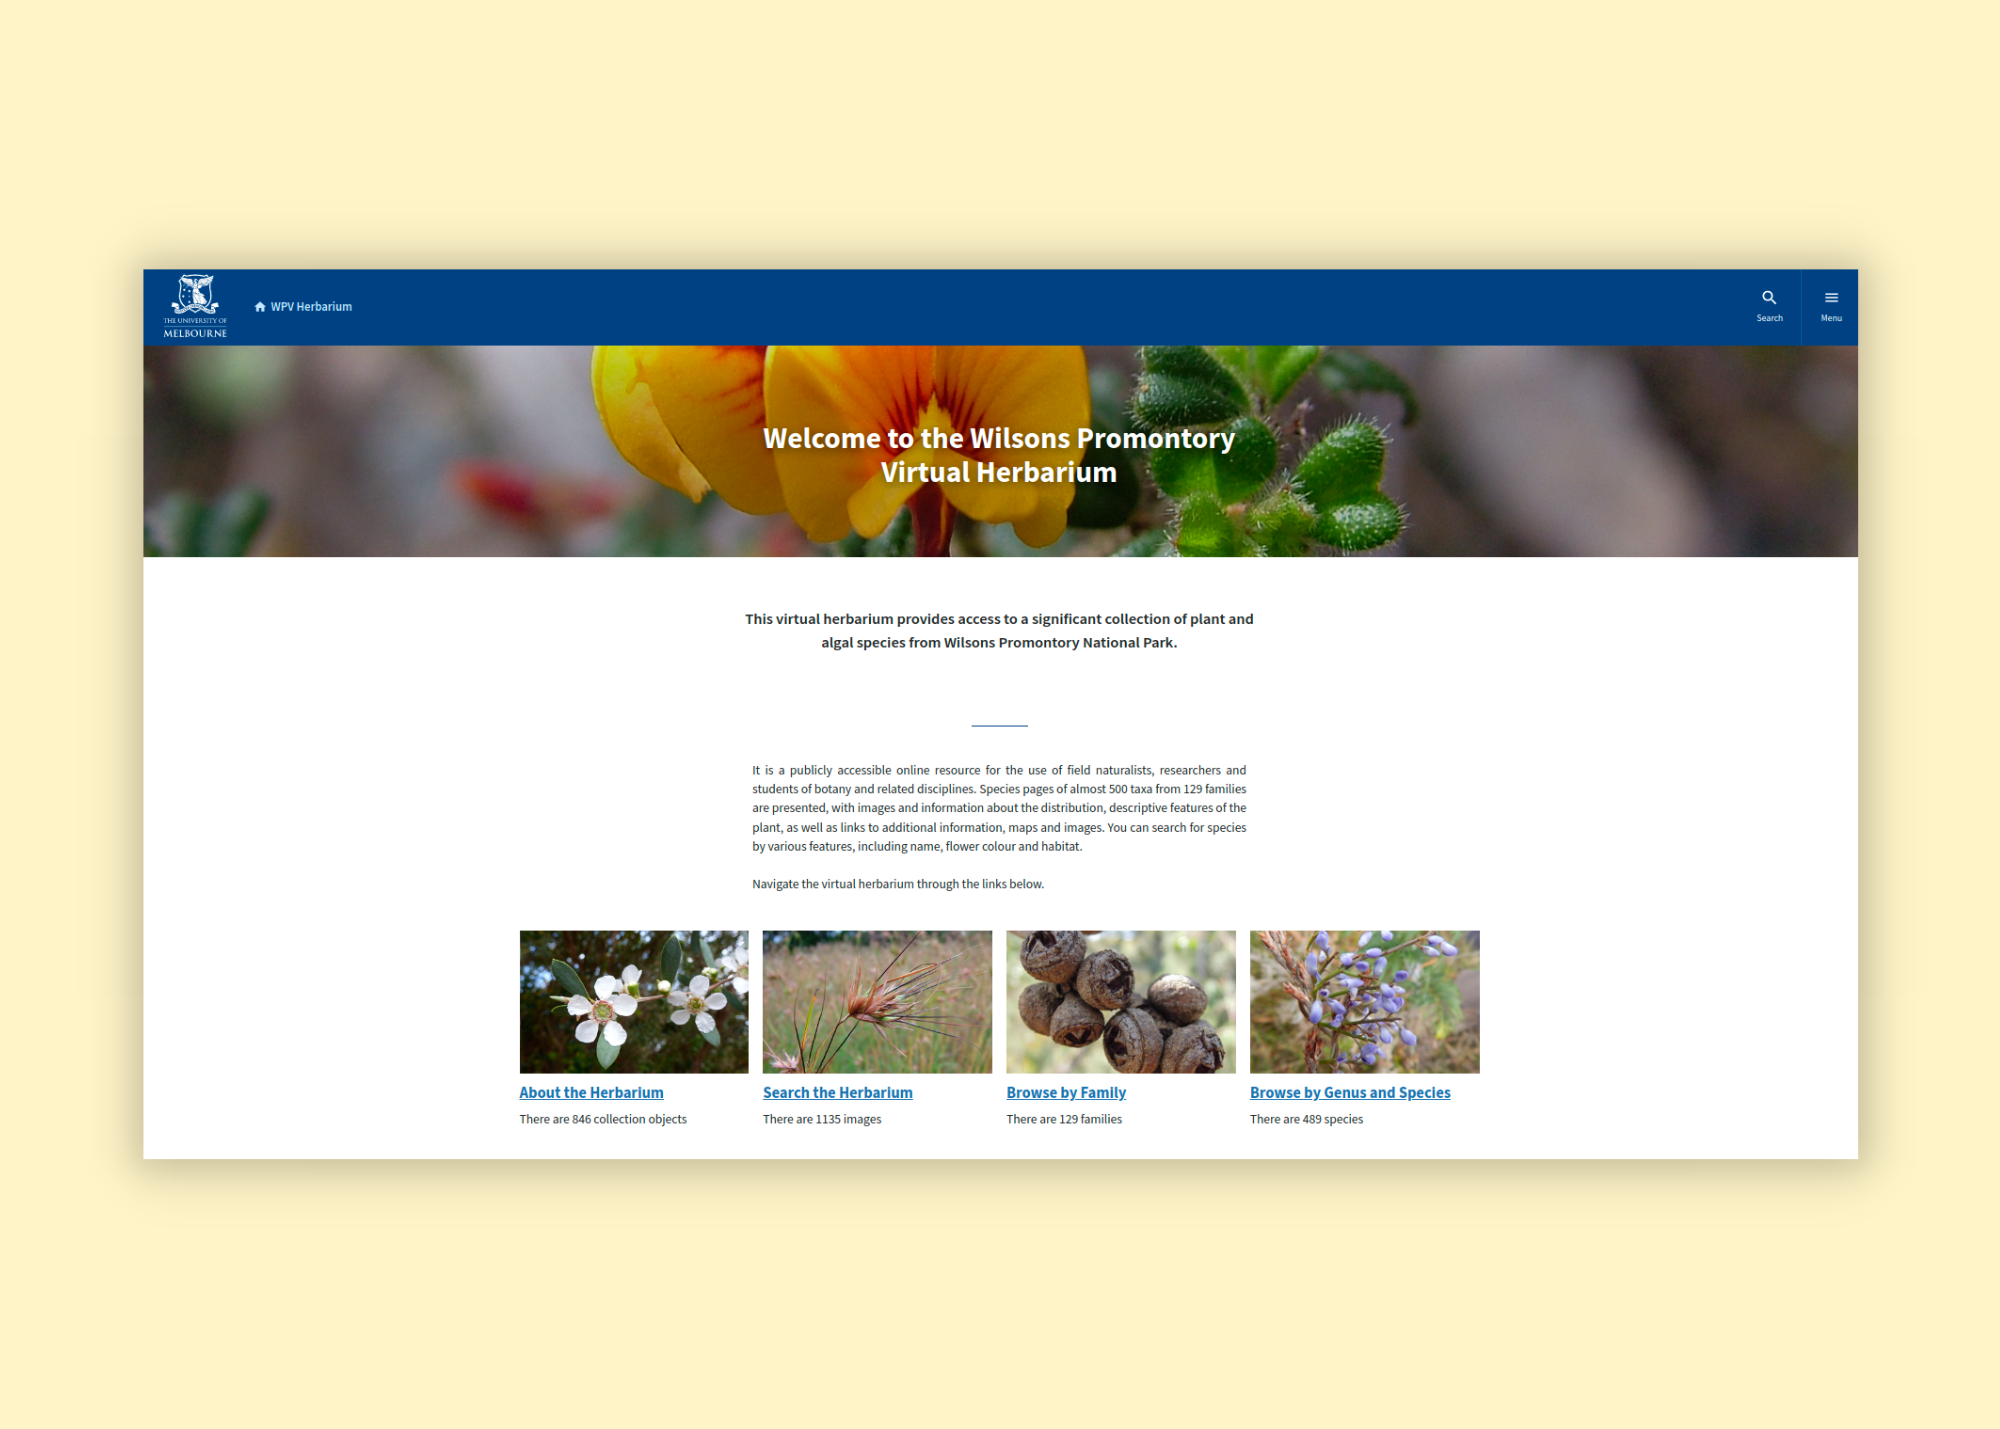 THE UNIVERSITY OF
MELBOURNE
WPV Herbarium
Search
Menu
Welcome to the Wilsons Promontory
Virtual Herbarium
This virtual herbarium provides access to a significant collection of plant and
algal species from Wilsons Promontory National Park.
It is a publicly accessible online resource for the use of field naturalists, researchers and
students of botany and related disciplines. Species pages of almost 500 taxa from 129 families
are presented, with images and information about the distribution, descriptive features of the
plant, as well as links to additional information, maps and images. You can search for species
by various features, including name, flower colour and habitat.
Navigate the virtual herbarium through the links below.
About the Herbarium
There are 846 collection objects
Search the Herbarium
There are 1135 images
Browse by Family
There are 129 families
Browse by Genus and Species
There are 489 species